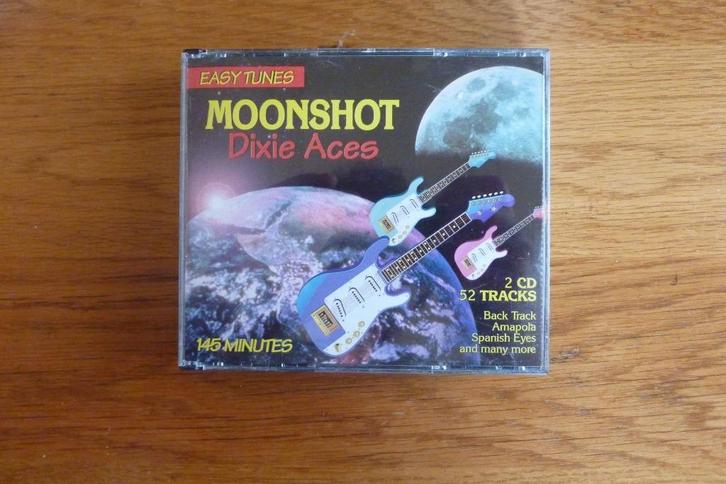 EASY TUNES
MOONSHOT
Dixie Aces
2 CD
52 TRACKS
Back Track
Amapola
Spanish Eyes
and many more
145 MINUTES